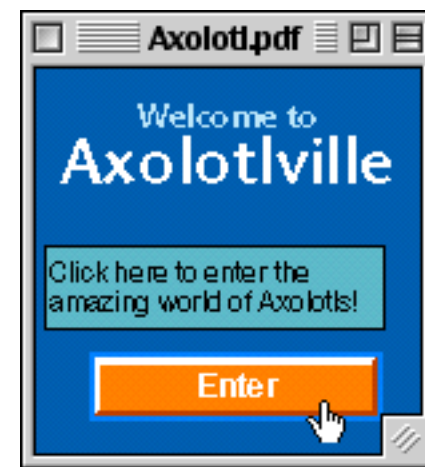 Axolotl.pdf
Welcome to
Axolotlville
Click here to enter the
amazing world of Axolotls!
Enter